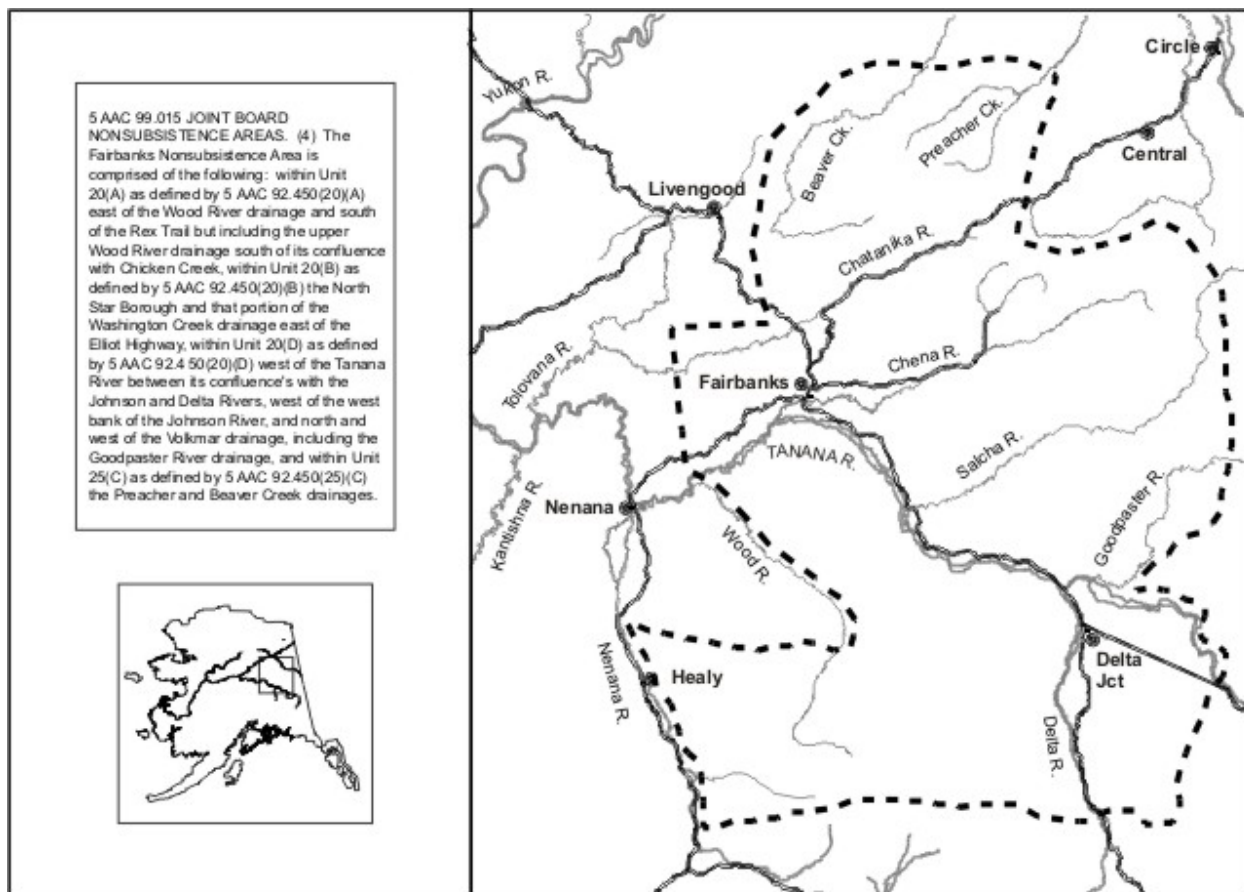 5 AAC 99.015 JOINT BOARD
NONSUBSISTENCE AREAS. (4) The
Fairbanks Nonsubsistence Area is
comprised of the following: within Unit
20(A) as defined by 5 AAC 92.450(20)(A)
east of the Wood River drainage and south
of the Rex Trail but including the upper
Wood River drainage south of its confluence
with Chicken Creek, within Unit 20(B) as
defined by 5 AAC 92.450(20)(B) the North
Star Borough and that portion of the
Washington Creek drainage east of the
Elliot Highway, within Unit 20(D) as defined
by 5 AAC 92.4 50(20)(D) west of the Tanana
River between its confluence's with the
Johnson and Delta Rivers, west of the west
bank of the Johnson River, and north and
west of the Volkmar drainage, including the
Goodpaster River drainage, and within Unit
25(C) as defined by 5 AAC 92.450(25)(C)
the Preacher and Beaver Creek drainages.
Circle
Yukon R.
Preacher Ck.
Beaver Ck.
Central
Livengood
Chatanika R.
Tolovana R.
Chena R.
Fairbanks
TANANA R.
Salcha R.
Goodpaster R.
Kantishna R.
Nenana
Wood R.
Nenana R.
Healy
Delta
Jct
Delta R.